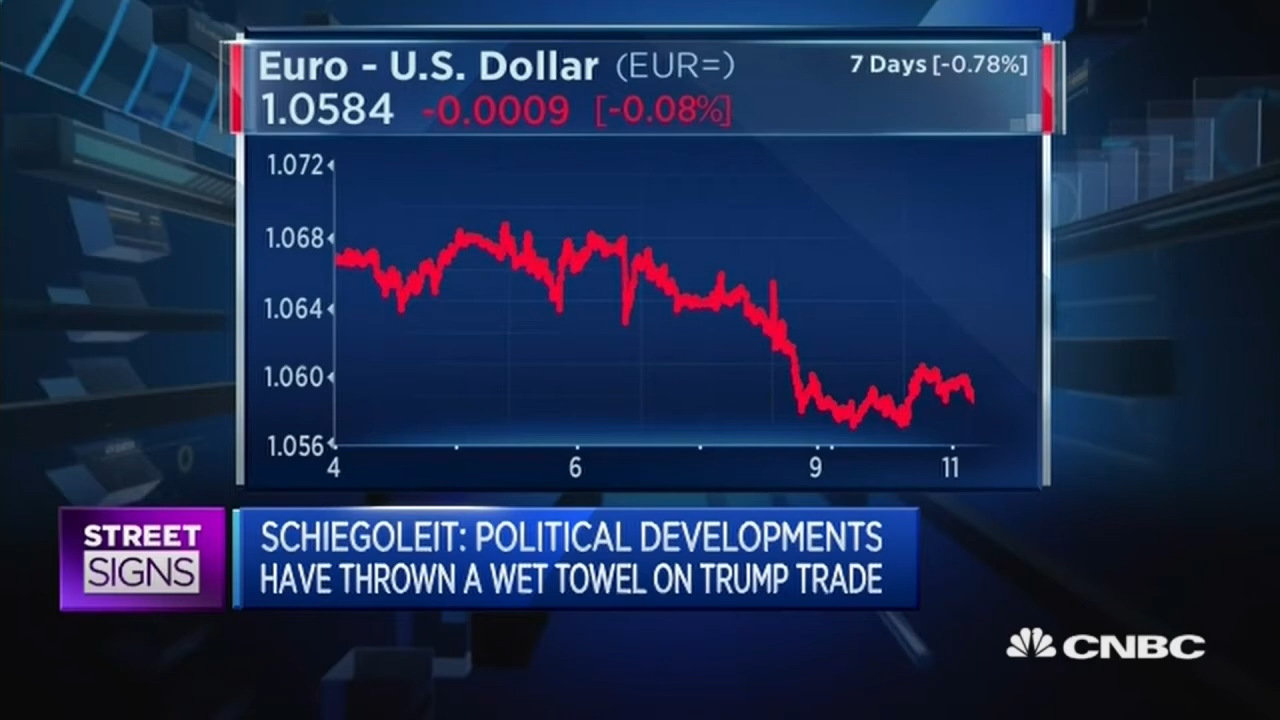 Euro - U.S. Dollar (EUR=) 7 Days [-0.78%]
1.0584 -0.0009 [-0.08%]
1.072
1.068
1.064
1.060
1.056
4 6 9 11
STREET SIGNS
SCHIEGOLEIT: POLITICAL DEVELOPMENTS
HAVE THROWN A WET TOWEL ON TRUMP TRADE
CNBC